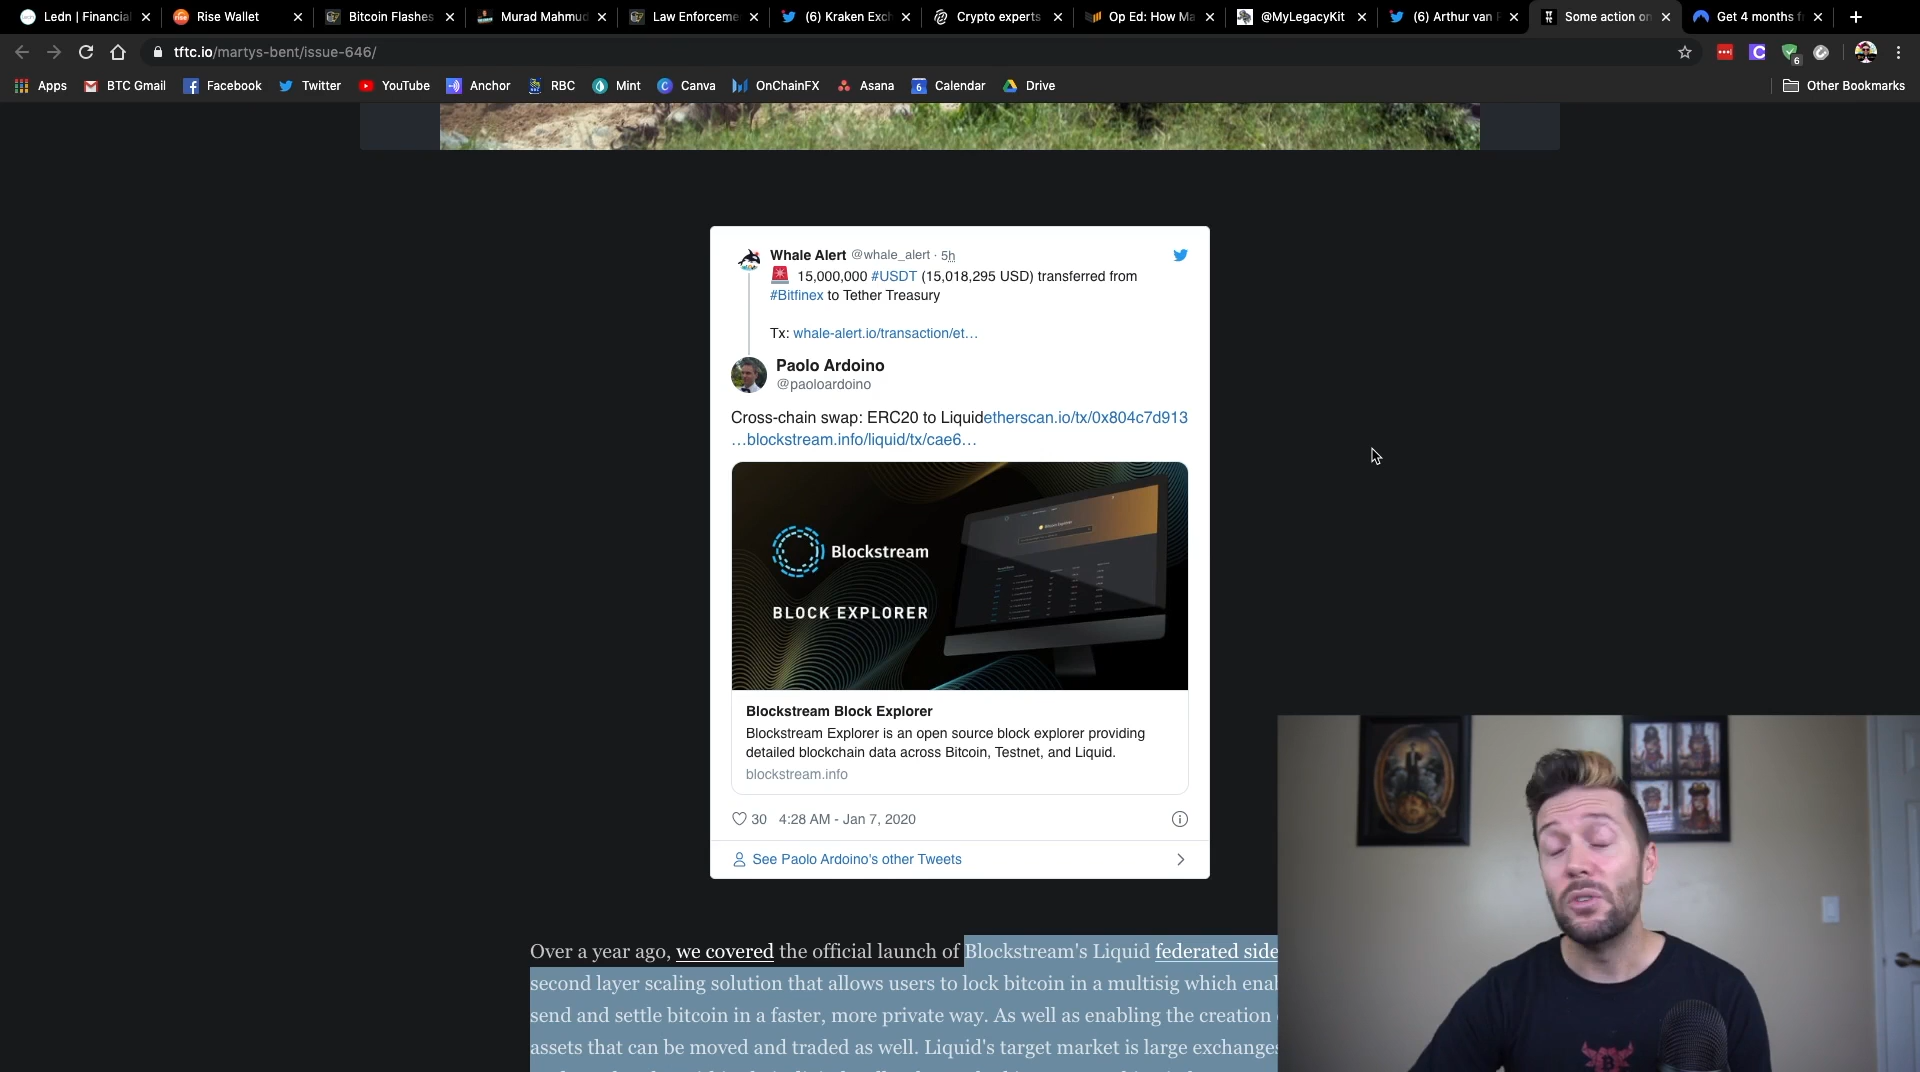 Ledn | Financial
Rise Wallet
Bitcoin Flashes
Murad Mahmud
Law Enforceme
(6) Kraken Exch
Crypto experts
Op Ed: How Ma
@MyLegacyKit
(6) Arthur van
Some action on
Get 4 months f
tftc.io/martys-bent/issue-646/
6
Apps
BTC Gmail
Facebook
Twitter
YouTube
Anchor
RBC
Mint
Canva
OnChainFX
Asana
6 Calendar
Drive
Other Bookmarks
Whale Alert @whale_alert · 5h
15,000,000 #USDT (15,018,295 USD) transferred from
#Bitfinex to Tether Treasury
Tx: whale-alert.io/transaction/et…
Paolo Ardoino
@paoloardoino
Cross-chain swap: ERC20 to Liquidetherscan.io/tx/0x804c7d913
…blockstream.info/liquid/tx/cae6…
Blockstream
BLOCK EXPLORER
Blockstream Block Explorer
Blockstream Explorer is an open source block explorer providing
detailed blockchain data across Bitcoin, Testnet, and Liquid.
blockstream.info
30 4:28 AM - Jan 7, 2020
See Paolo Ardoino's other Tweets
Over a year ago, we covered the official launch of Blockstream's Liquid federated side
second layer scaling solution that allows users to lock bitcoin in a multisig which enab
send and settle bitcoin in a faster, more private way. As well as enabling the creation
assets that can be moved and traded as well. Liquid's target market is large exchanges